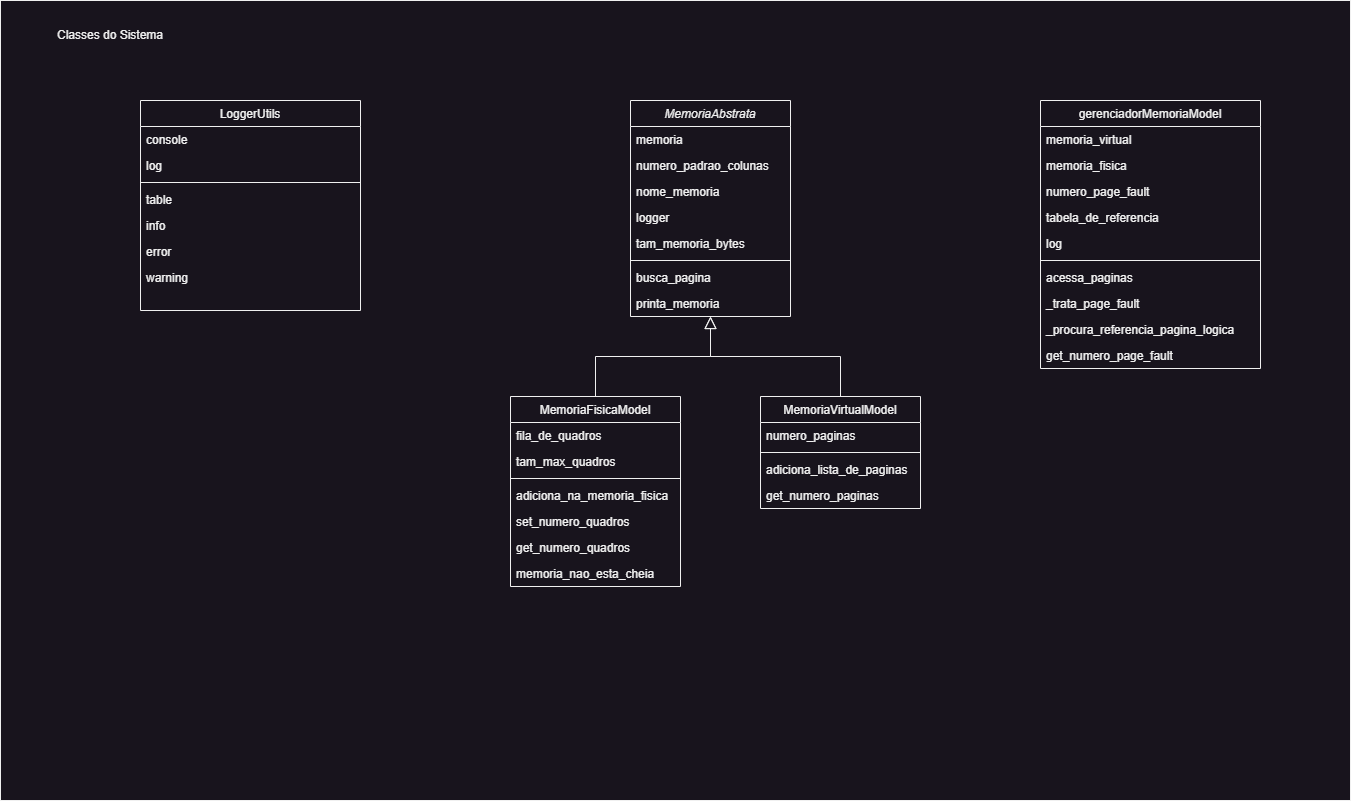 Classes do Sistema
LoggerUtils
console
log
table
info
error
warning
MemoriaAbstrata
memoria
numero_padrao_colunas
nome_memoria
logger
tam_memoria_bytes
busca_pagina
printa_memoria
gerenciadorMemoriaModel
memoria_virtual
memoria_fisica
numero_page_fault
tabela_de_referencia
log
acessa_paginas
_trata_page_fault
_procura_referencia_pagina_logica
get_numero_page_fault
MemoriaFisicaModel
fila_de_quadros
tam_max_quadros
adiciona_na_memoria_fisica
set_numero_quadros
get_numero_quadros
memoria_nao_esta_cheia
MemoriaVirtualModel
numero_paginas
adiciona_lista_de_paginas
get_numero_paginas